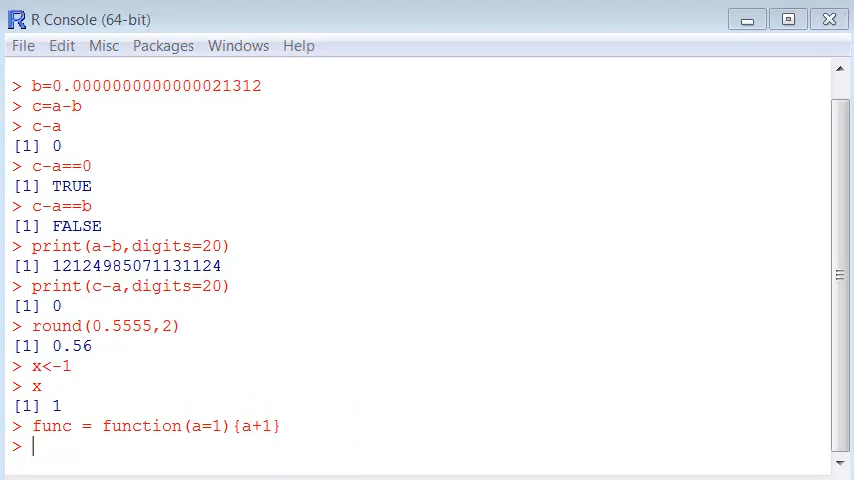 R Console (64-bit)
File Edit Misc Packages Windows Help
> b=0.0000000000000021312
> c=a-b
> c-a
[1] 0
> c-a==0
[1] TRUE
> c-a==b
[1] FALSE
> print(a-b,digits=20)
[1] 12124985071131124
> print(c-a,digits=20)
[1] 0
> round(0.5555,2)
[1] 0.56
> x<-1
> x
[1] 1
> func = function(a=1){a+1}
>